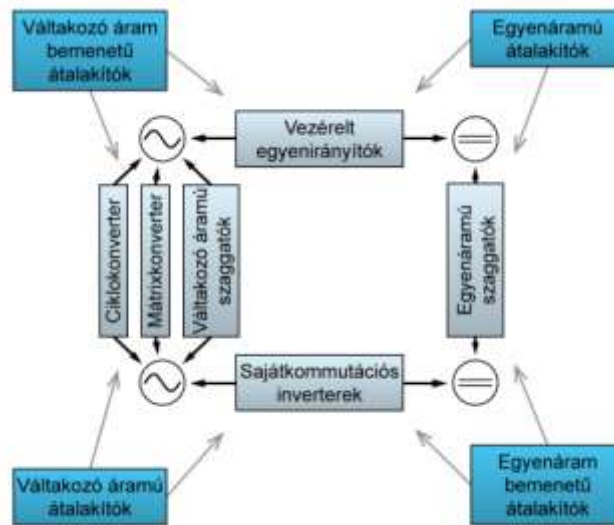 Váltakozó áram
bemenetű
átalakítók
Egyenáramú
átalakítók
Vezérelt
egyenirányítók
Ciklokonverter
Mátrixkonverter
Váltakozó áramú
szaggatók
Egyenáramú
szaggatók
Sajátkommutációs
inverterek
Váltakozó áramú
átalakítók
Egyenáram
bemenetű
átalakítók